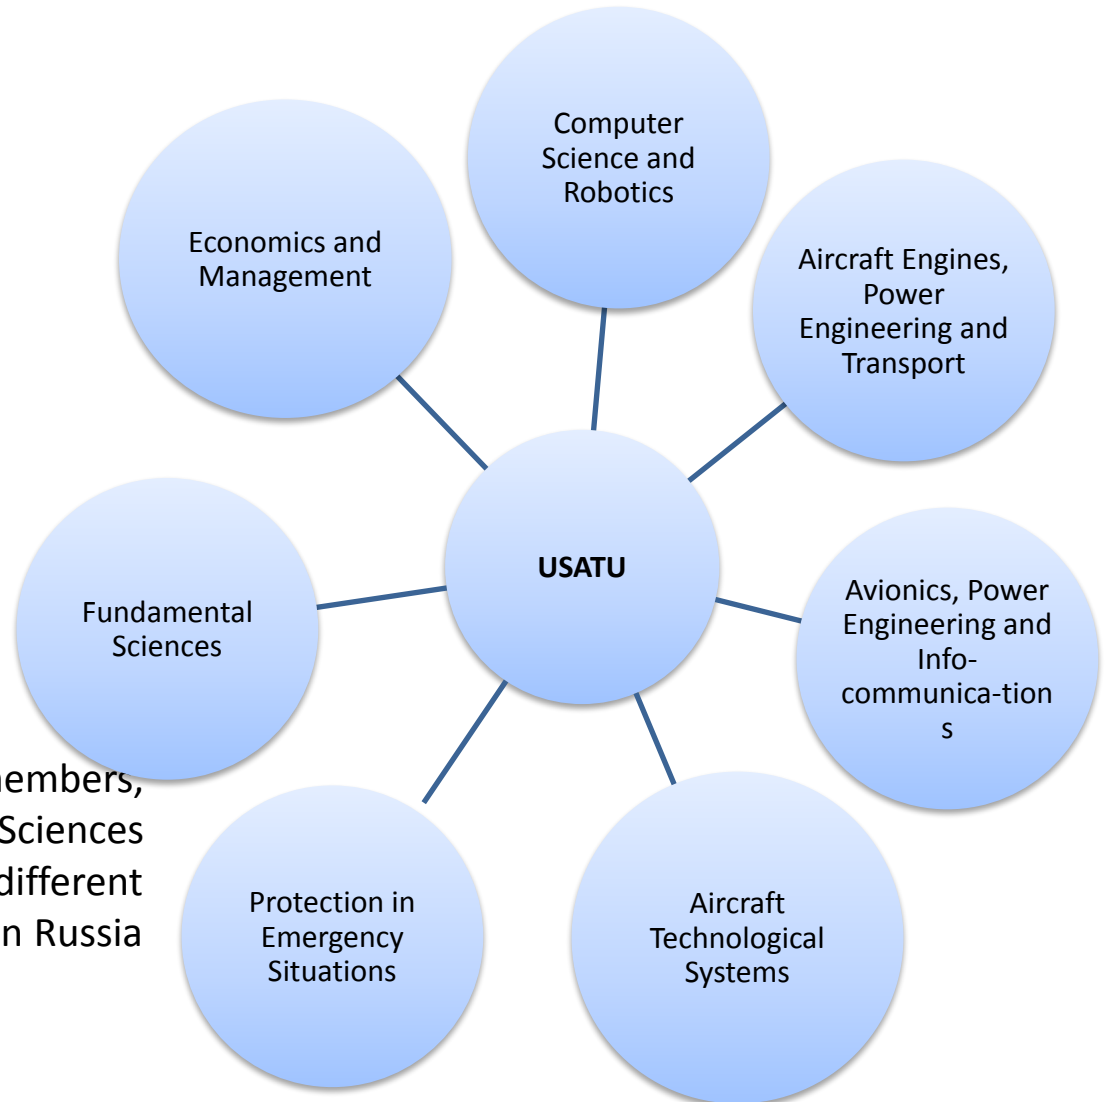 Computer
Science and
Robotics
Economics and
Management
Aircraft Engines,
Power
Engineering and
Transport
USATU
Avionics, Power
Engineering and
Info-
communica-tion
s
Fundamental
Sciences
embers,
Sciences
different
n Russia
Protection in
Emergency
Situations
Aircraft
Technological
Systems